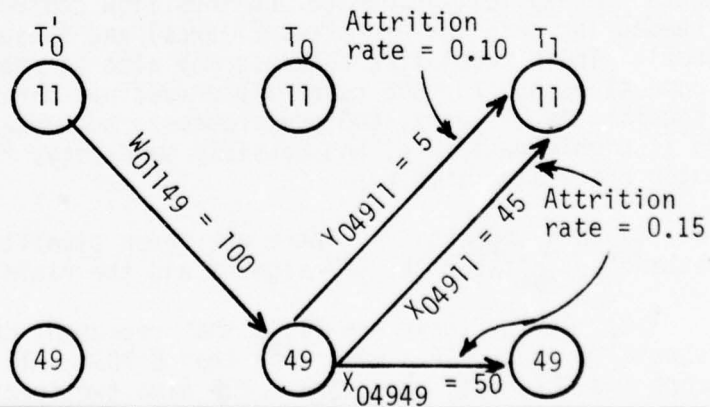 T'0
T0
T1
Attrition
rate = 0.10
11
11
11
W01149 = 100
Y04911 = 5
X04911 = 45
Attrition
rate = 0.15
49
49
49
X04949 = 50